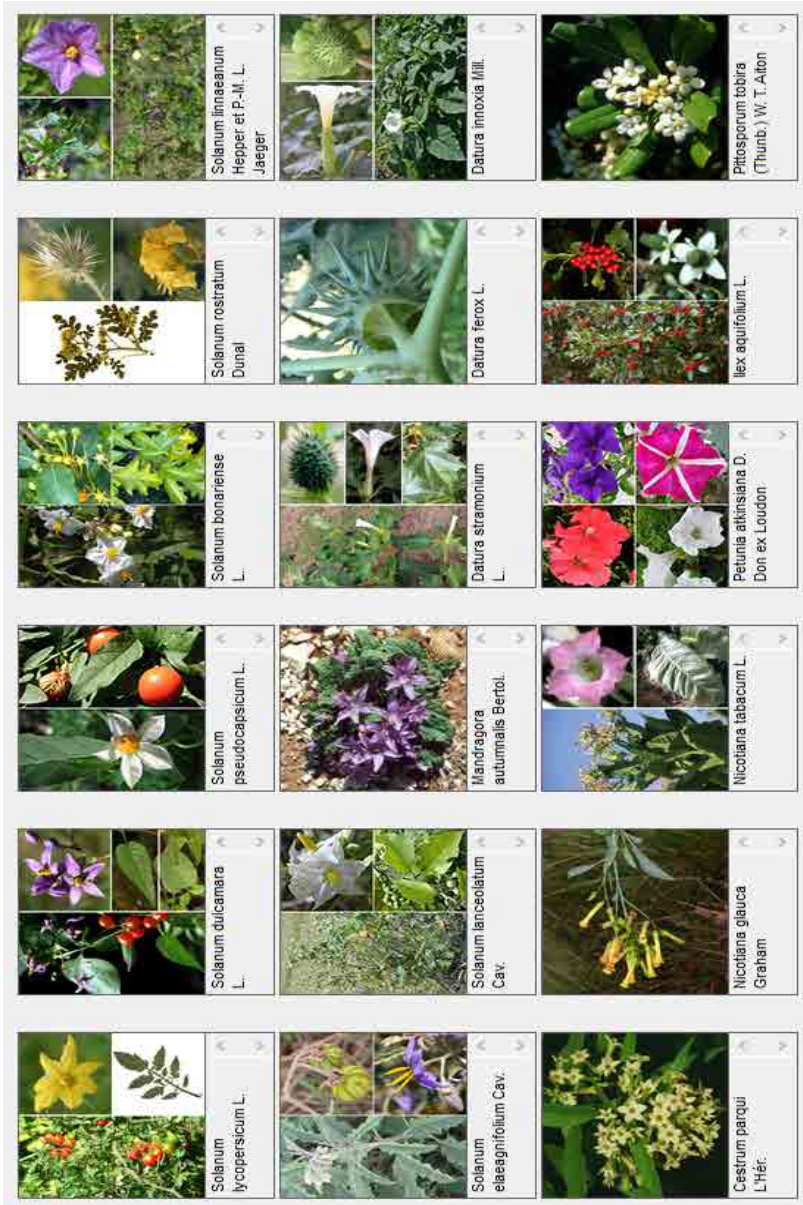 Solanum
lycopersicum L.
Solanum dulcamara
L.
Solanum
pseudocapsicum L.
Solanum bonariense
L.
Solanum rostratum
Dunal
Solanum linnaeanum
Hepper et P.-M. L.
Jaeger
Solanum
elaeagnifolium Cav.
Solanum lanceolatum
Cav.
Mandragora
autumnalis Bertol.
Datura stramonium
L.
Datura ferox L.
Datura innoxia Mill.
Cestrum parqui
L'Hér.
Nicotiana glauca
Graham
Nicotiana tabacum L.
Petunia atkinsiana D.
Don ex Loudon
Ilex aquifolium L.
Pittosporum tobira
(Thunb.) W. T. Aiton